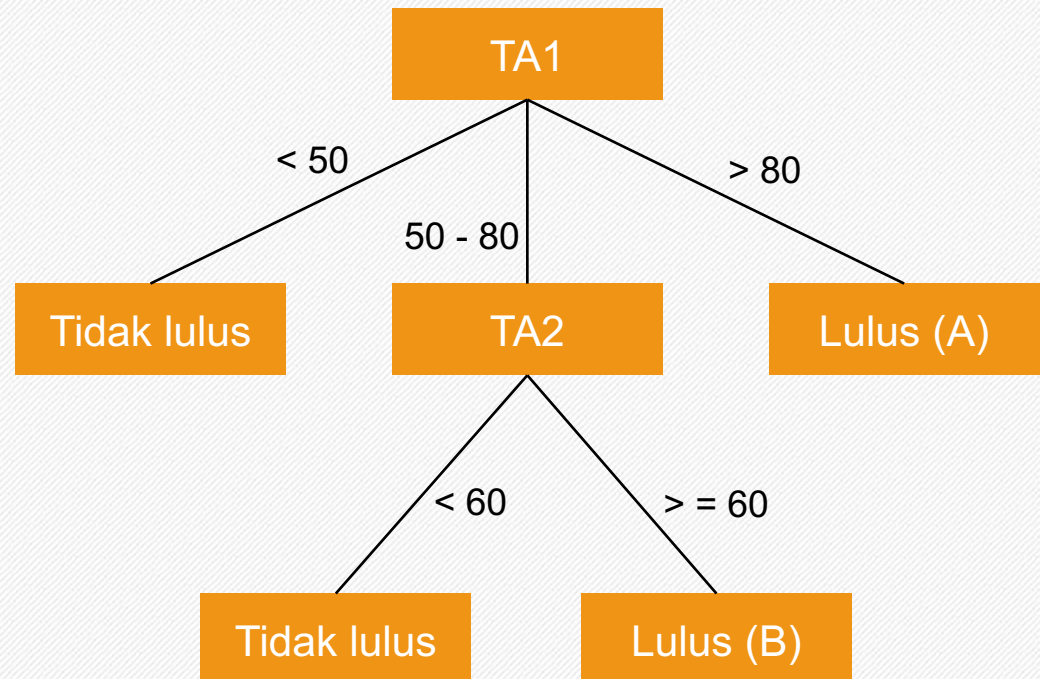 TA1
< 50
50 - 80
> 80
Tidak lulus
TA2
Lulus (A)
< 60
> = 60
Tidak lulus
Lulus (B)